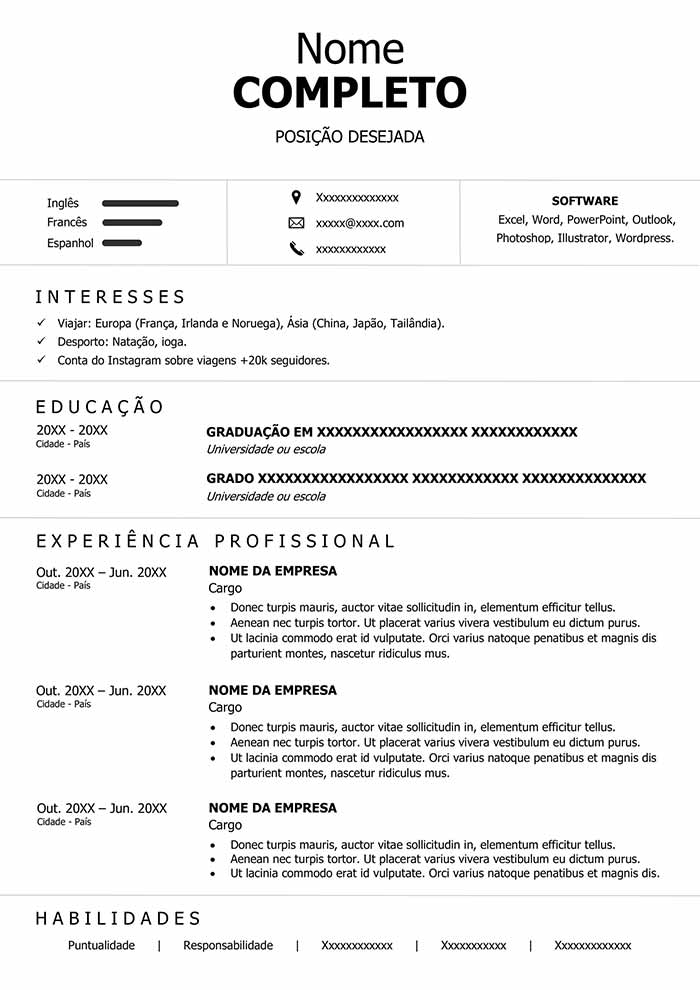 Nome
COMPLETO
POSIÇÃO DESEJADA
Inglês
Francês
Espanhol
Xxxxxxxxxxxxxx
xxxxx@xxxx.com
xxxxxxxxxxxx
SOFTWARE
Excel, Word, PowerPoint, Outlook,
Photoshop, Illustrator, Wordpress.
INTERESSES
✓ Viajar: Europa (França, Irlanda e Noruega), Ásia (China, Japão, Tailândia).
✓ Desporto: Natação, ioga.
✓ Conta do Instagram sobre viagens +20k seguidores.
EDUCAÇÃO
20XX - 20XX
Cidade - País
GRADUAÇÃO EM XXXXXXXXXXXXXXXXX XXXXXXXXXXXX
Universidade ou escola
20XX - 20XX
Cidade - País
GRADO XXXXXXXXXXXXXXXXX XXXXXXXXXXXX XXXXXXXXXXXXXX
Universidade ou escola
EXPERIÊNCIA PROFISSIONAL
Out. 20XX – Jun. 20XX
Cidade - País
NOME DA EMPRESA
Cargo
• Donec turpis mauris, auctor vitae sollicitudin in, elementum efficitur tellus.
• Aenean nec turpis tortor. Ut placerat varius vivera vestibulum eu dictum purus.
• Ut lacinia commodo erat id vulputate. Orci varius natoque penatibus et magnis dis
parturient montes, nascetur ridiculus mus.
Out. 20XX – Jun. 20XX
Cidade - País
NOME DA EMPRESA
Cargo
• Donec turpis mauris, auctor vitae sollicitudin in, elementum efficitur tellus.
• Aenean nec turpis tortor. Ut placerat varius vivera vestibulum eu dictum purus.
• Ut lacinia commodo erat id vulputate. Orci varius natoque penatibus et magnis dis
parturient montes, nascetur ridiculus mus.
Out. 20XX – Jun. 20XX
Cidade - País
NOME DA EMPRESA
Cargo
• Donec turpis mauris, auctor vitae sollicitudin in, elementum efficitur tellus.
• Aenean nec turpis tortor. Ut placerat varius vivera vestibulum eu dictum purus.
• Ut lacinia commodo erat id vulputate. Orci varius natoque penatibus et magnis dis.
HABILIDADES
Puntualidade | Responsabilidade | Xxxxxxxxxxxx | Xxxxxxxxxxx | Xxxxxxxxxxxxx